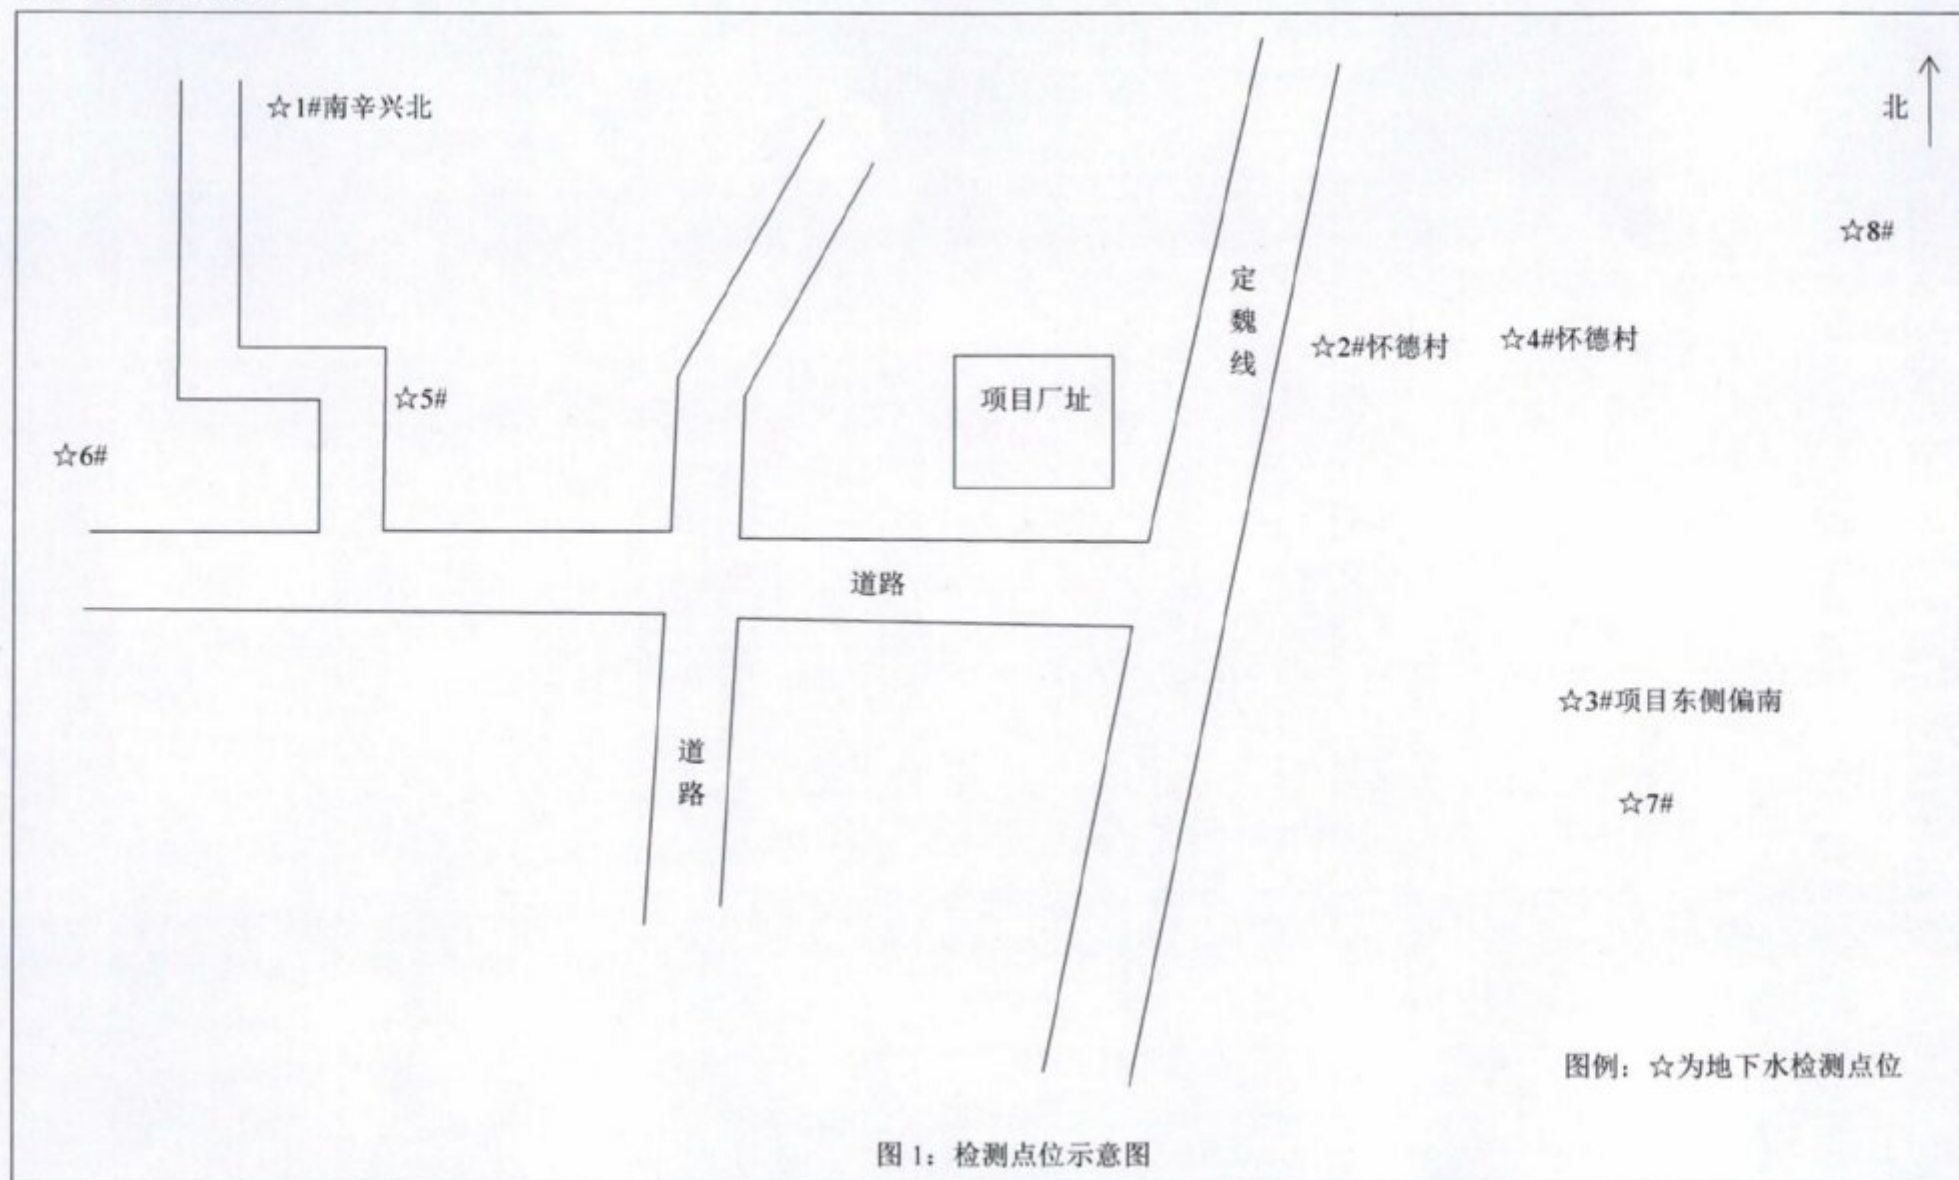 ☆1#南辛兴北
北
☆8#
定魏线
☆2#怀德村
☆4#怀德村
项目厂址
☆5#
☆6#
道路
☆3#项目东侧偏南
道路
☆7#
图例：☆为地下水检测点位
图 1：检测点位示意图